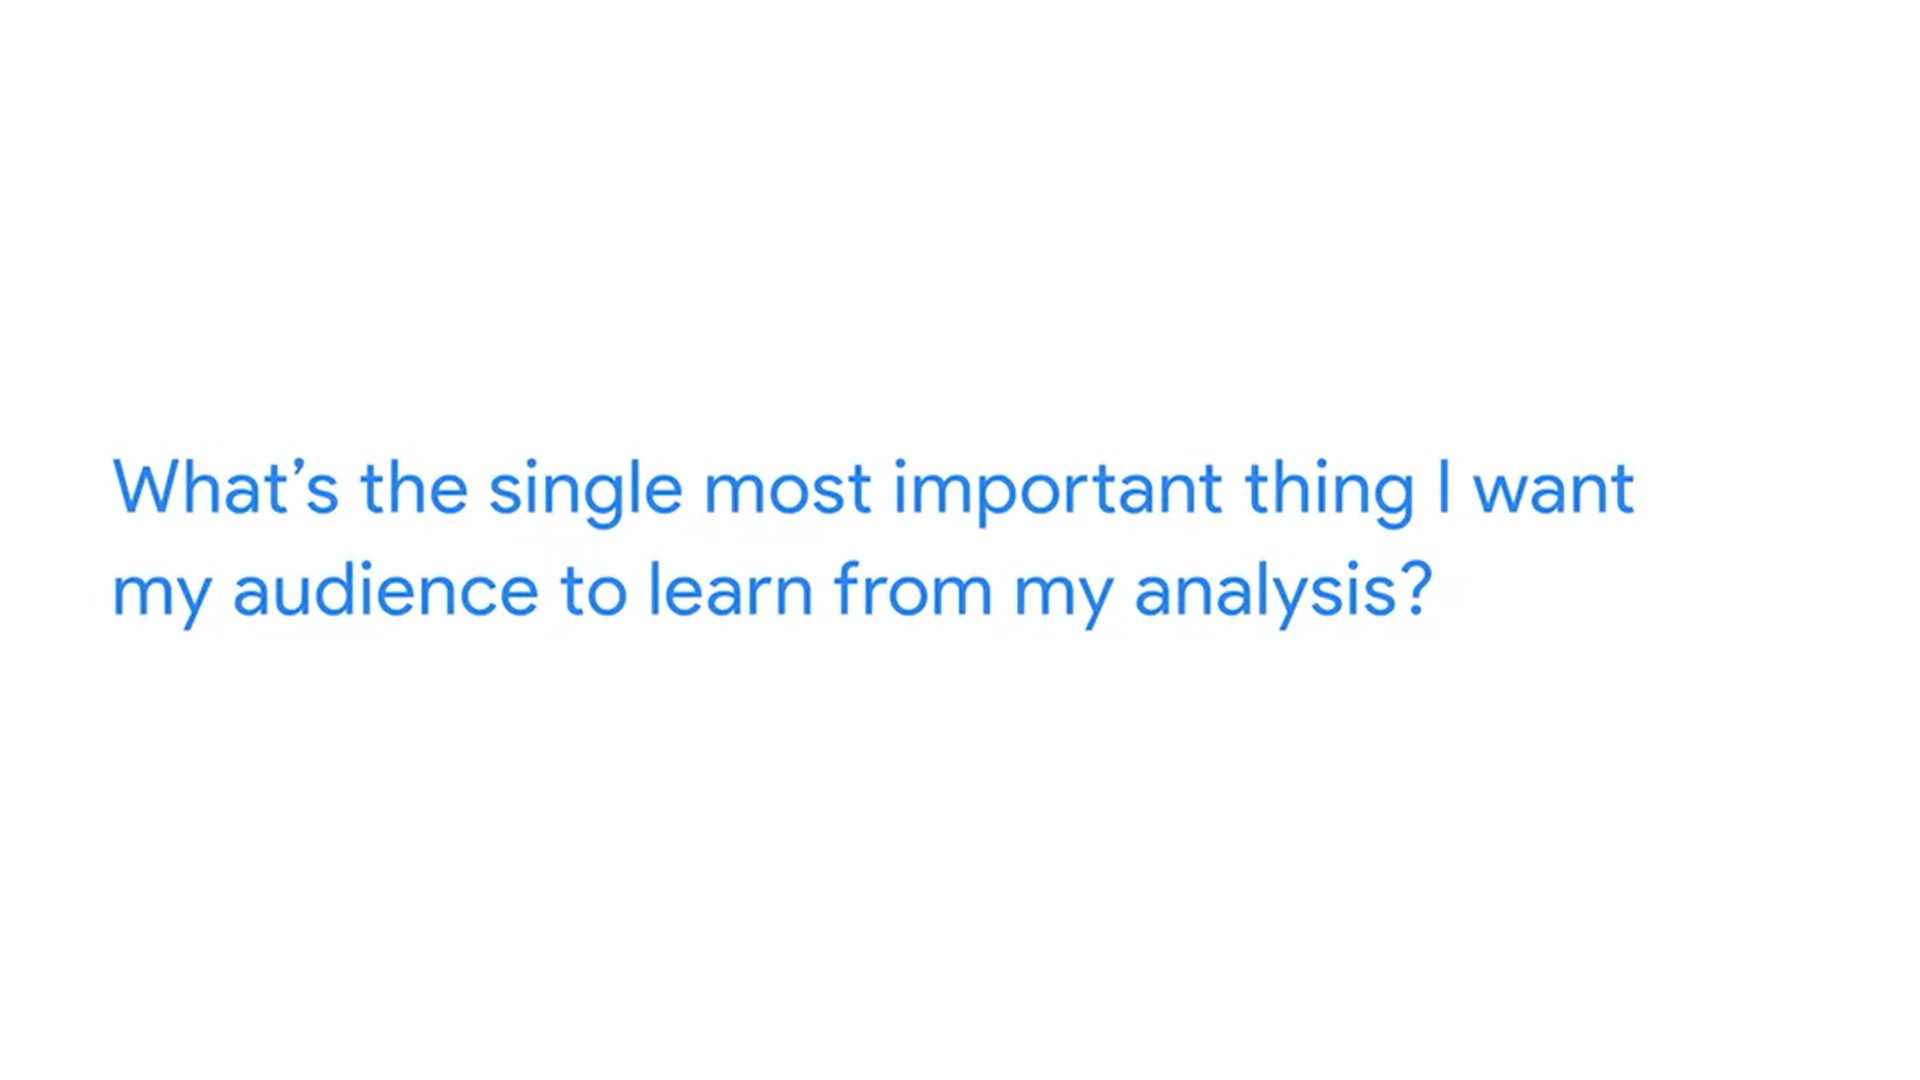 What’s the single most important thing I want
my audience to learn from my analysis?